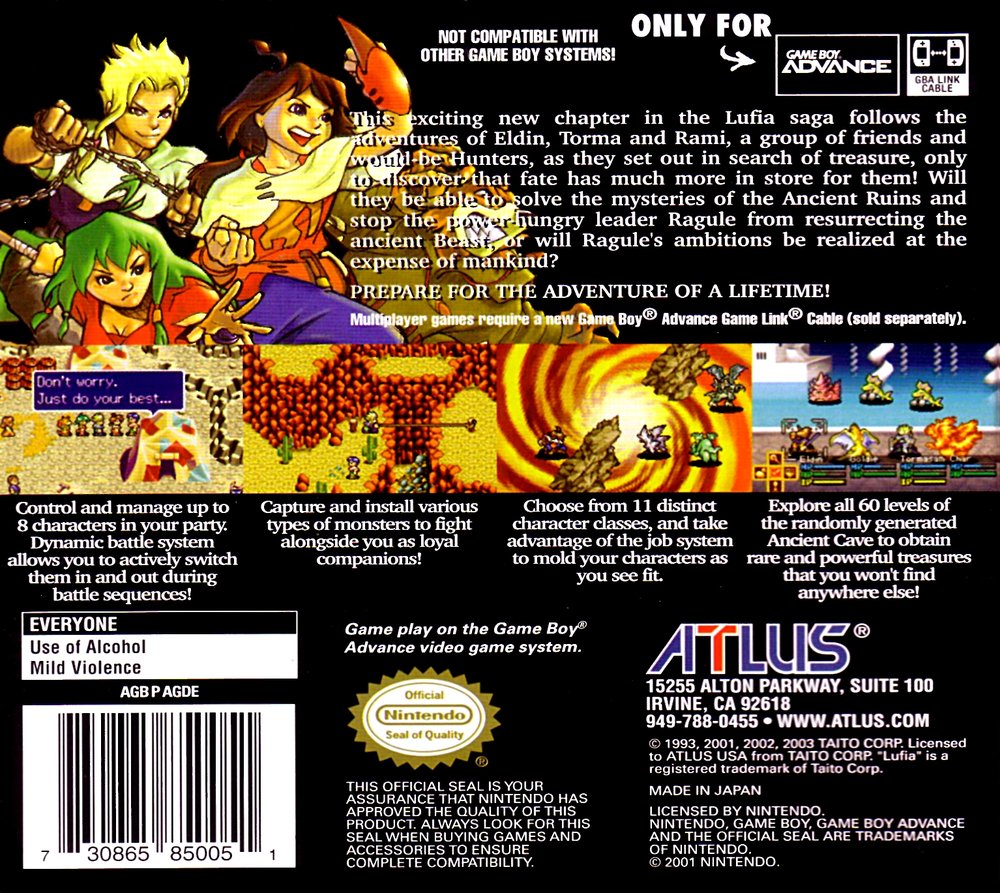 NOT COMPATIBLE WITH
OTHER GAME BOY SYSTEMS!
ONLY FOR
GAME BOY
ADVANCE
GBA LINK
CABLE
This exciting new chapter in the Lufia saga follows the
adventures of Eldin, Torma and Rami, a group of friends and
would-be Hunters, as they set out in search of treasure, only
to discover that fate has much more in store for them! Will
they be able to solve the mysteries of the Ancient Ruins and
stop the power-hungry leader Ragule from resurrecting the
ancient Beast, or will Ragule's ambitions be realized at the
expense of mankind?
PREPARE FOR THE ADVENTURE OF A LIFETIME!
Multiplayer games require a new Game Boy® Advance Game Link® Cable (sold separately).
Don't worry.
Just do your best...
Eldin
Torma
Control and manage up to
8 characters in your party.
Dynamic battle system
allows you to actively switch
them in and out during
battle sequences!
Capture and install various
types of monsters to fight
alongside you as loyal
companions!
Choose from 11 distinct
character classes, and take
advantage of the job system
to mold your characters as
you see fit.
Explore all 60 levels of
the randomly generated
Ancient Cave to obtain
rare and powerful treasures
that you won't find
anywhere else!
EVERYONE
Use of Alcohol
Mild Violence
AGB P AGDE
7 30865 85005 1
Game play on the Game Boy®
Advance video game system.
Official
Nintendo
Seal of Quality
®
THIS OFFICIAL SEAL IS YOUR
ASSURANCE THAT NINTENDO HAS
APPROVED THE QUALITY OF THIS
PRODUCT. ALWAYS LOOK FOR THIS
SEAL WHEN BUYING GAMES AND
ACCESSORIES TO ENSURE
COMPLETE COMPATIBILITY.
ATLUS®
15255 ALTON PARKWAY, SUITE 100
IRVINE, CA 92618
949-788-0455 • WWW.ATLUS.COM
© 1993, 2001, 2002, 2003 TAITO CORP. Licensed
to ATLUS USA from TAITO CORP. "Lufia" is a
registered trademark of Taito Corp.
MADE IN JAPAN
LICENSED BY NINTENDO.
NINTENDO, GAME BOY, GAME BOY ADVANCE
AND THE OFFICIAL SEAL ARE TRADEMARKS
OF NINTENDO.
© 2001 NINTENDO.